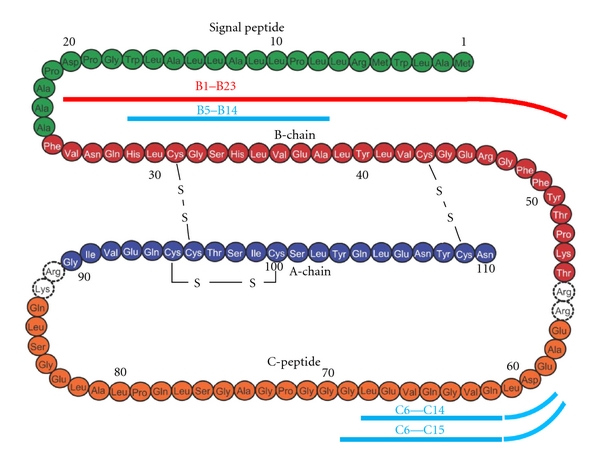 Signal peptide
20 10 1
Asp Pro Gly Trp Leu Ala Leu Leu Ala Leu Leu Pro Leu Leu Arg Met Trp Leu Ala Met
Pro
Ala
Ala
Ala
B1–B23
B5–B14
B-chain
Phe Val Asn Gln His Leu Cys Gly Ser His Leu Val Glu Ala Leu Tyr Leu Val Cys Gly Glu Arg Gly Phe Phe Tyr Thr Pro Lys Thr
30 40 50
S S
S S
Arg
Arg
Gly Ile Val Glu Gln Cys Cys Thr Ser Ile Cys Ser Leu Tyr Gln Leu Glu Asn Tyr Cys Asn
90 100 110
A-chain
S S
Arg
Lys
Gln
Leu
Ser
Gly
Glu
C-peptide
80 70 60
Leu Ala Leu Pro Gln Leu Ser Gly Ala Gly Pro Gly Gly Gly Leu Glu Val Gln Gly Val Gln Leu Asp
Glu
Ala
Glu
C6—C14
C6—C15